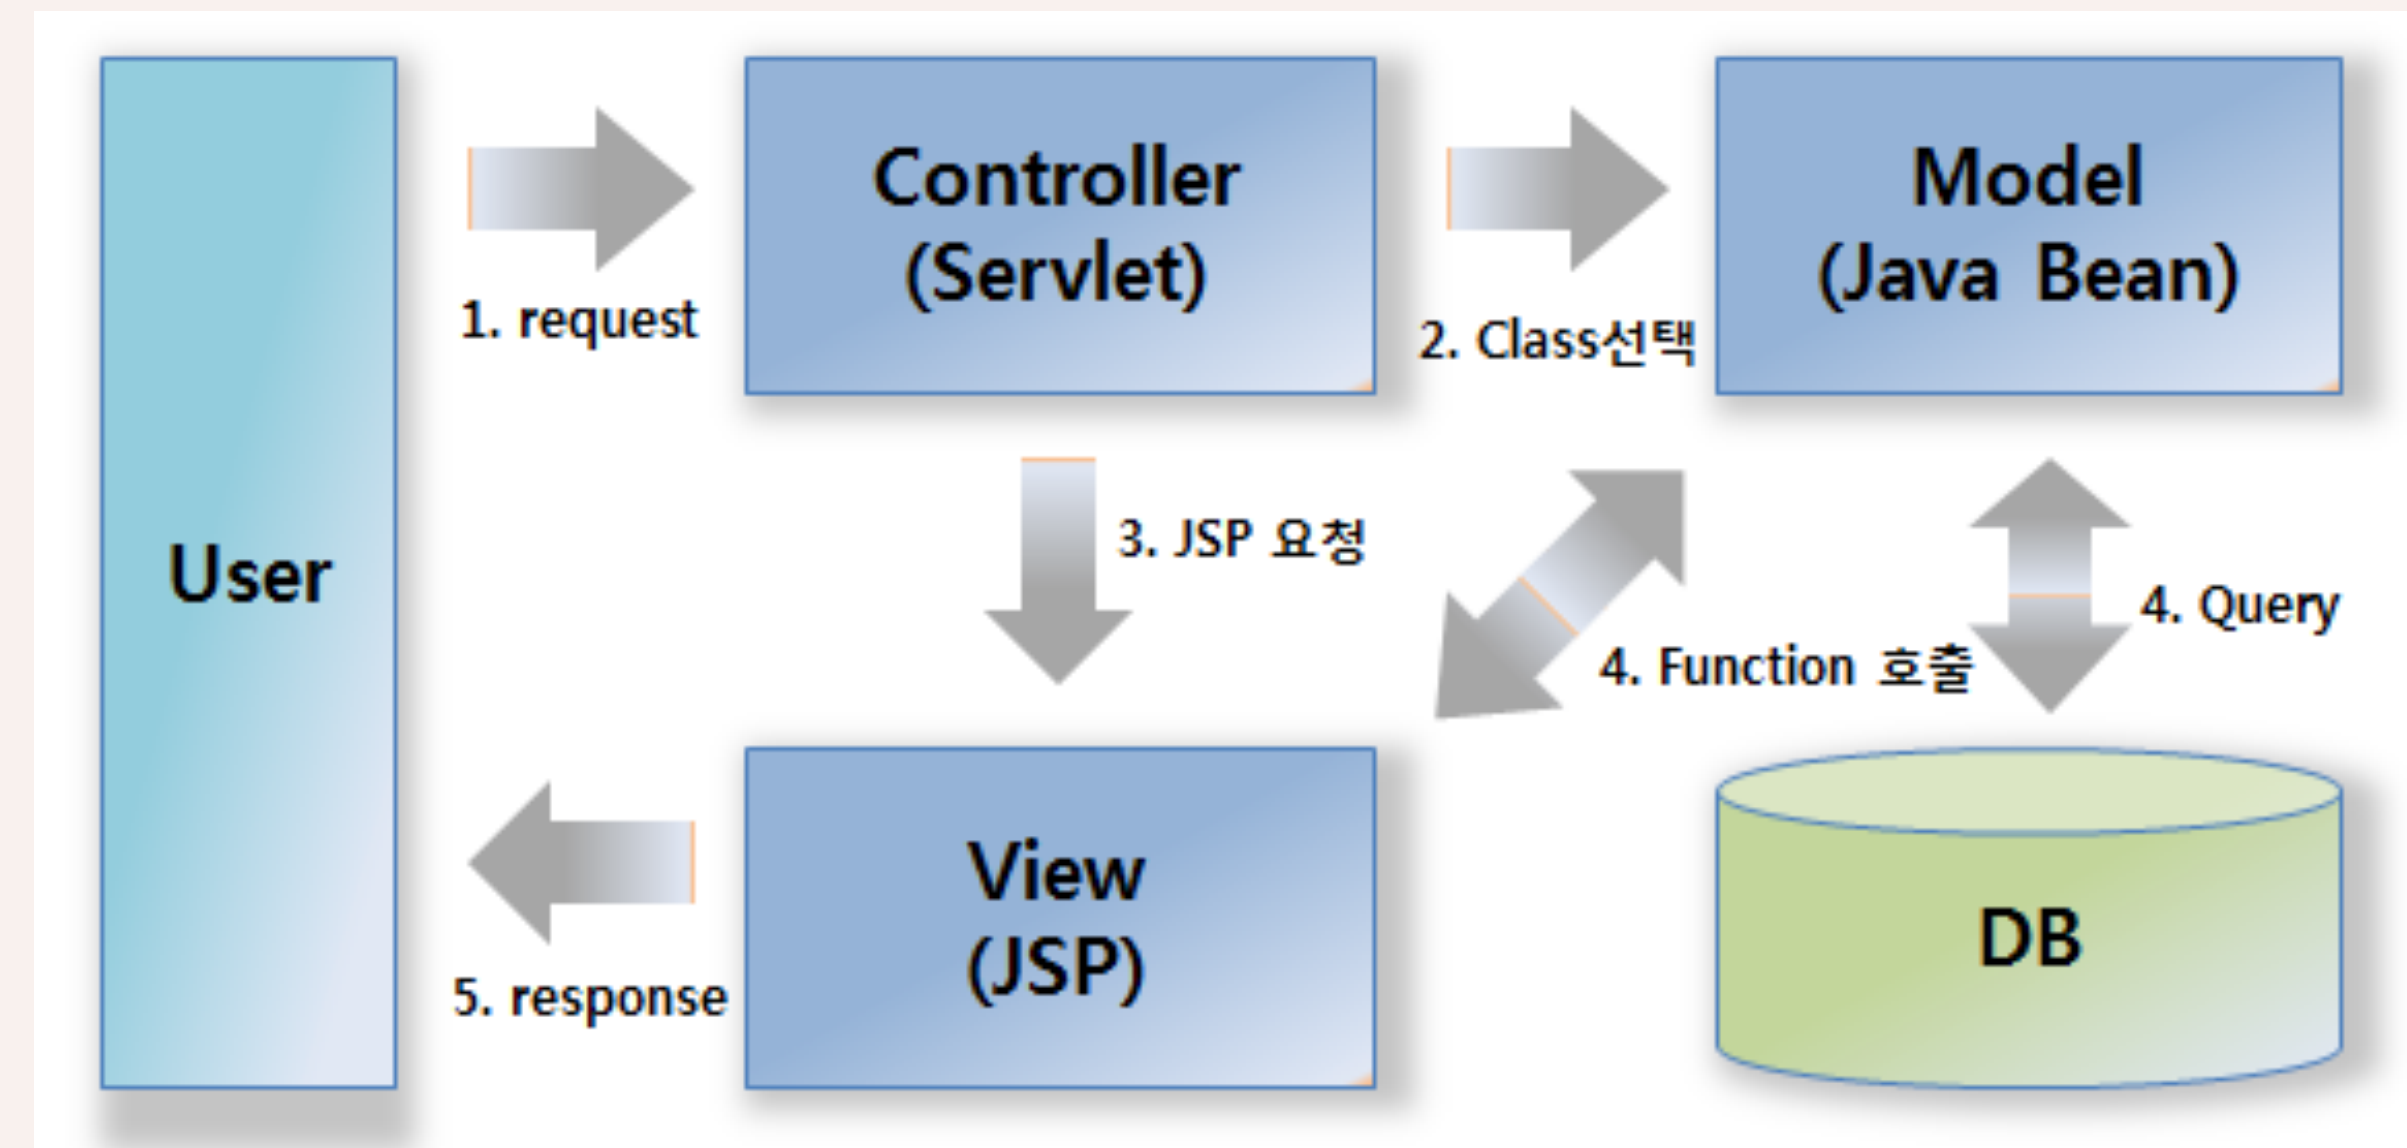 User
1. request
Controller
(Servlet)
2. Class선택
Model
(Java Bean)
3. JSP 요청
4. Function 호출
4. Query
5. response
View
(JSP)
DB